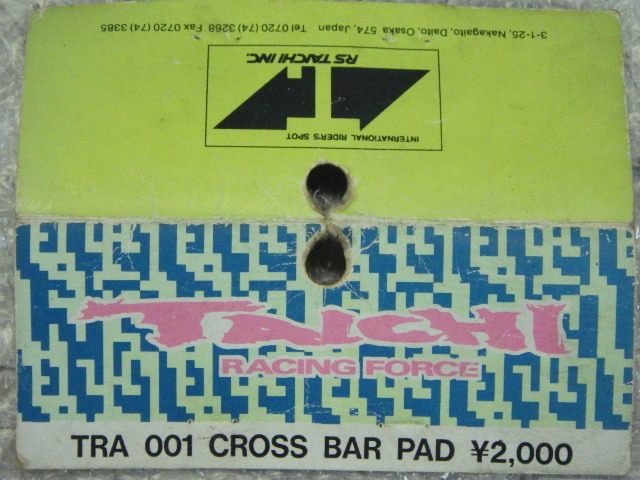 3-1-25, Nakagaito, Daito, Osaka 574, Japan Tel 0720 (74) 3268 Fax 0720 (74) 3385
RS TAICHI INC.
INTERNATIONAL RIDER'S SPOT
TAICHI
RACING FORCE
TRA 001 CROSS BAR PAD ¥2,000